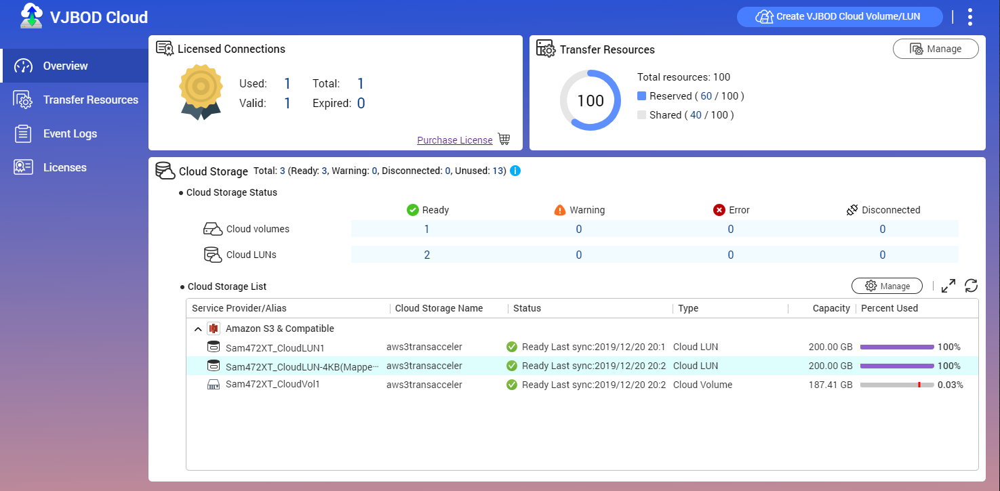 VJBOD Cloud
Create VJBOD Cloud Volume/LUN
Overview
Transfer Resources
Event Logs
Licenses
Licensed Connections
Used: 1 Total: 1
Valid: 1 Expired: 0
Purchase License
Transfer Resources
Manage
100
Total resources: 100
Reserved ( 60 / 100 )
Shared ( 40 / 100 )
Cloud Storage Total: 3 (Ready: 3, Warning: 0, Disconnected: 0, Unused: 13)
Cloud Storage Status
Ready Warning Error Disconnected
Cloud volumes 1 0 0 0
Cloud LUNs 2 0 0 0
Cloud Storage List
Manage
Service Provider/Alias Cloud Storage Name Status Type Capacity Percent Used
Amazon S3 & Compatible
Sam472XT_CloudLUN1 aws3transacceler Ready Last sync:2019/12/20 20:1 Cloud LUN 200.00 GB 100%
Sam472XT_CloudLUN-4KB(Mappe··· aws3transacceler Ready Last sync:2019/12/20 20:2 Cloud LUN 200.00 GB 100%
Sam472XT_CloudVol1 aws3transacceler Ready Last sync:2019/12/20 20:2 Cloud Volume 187.41 GB 0.03%